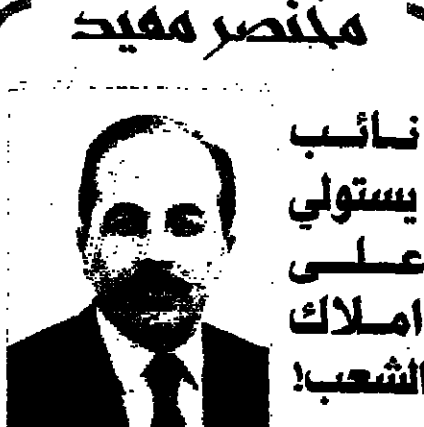 مختصر مفيد
نائب
يستولي
على
املاك
الشعب!